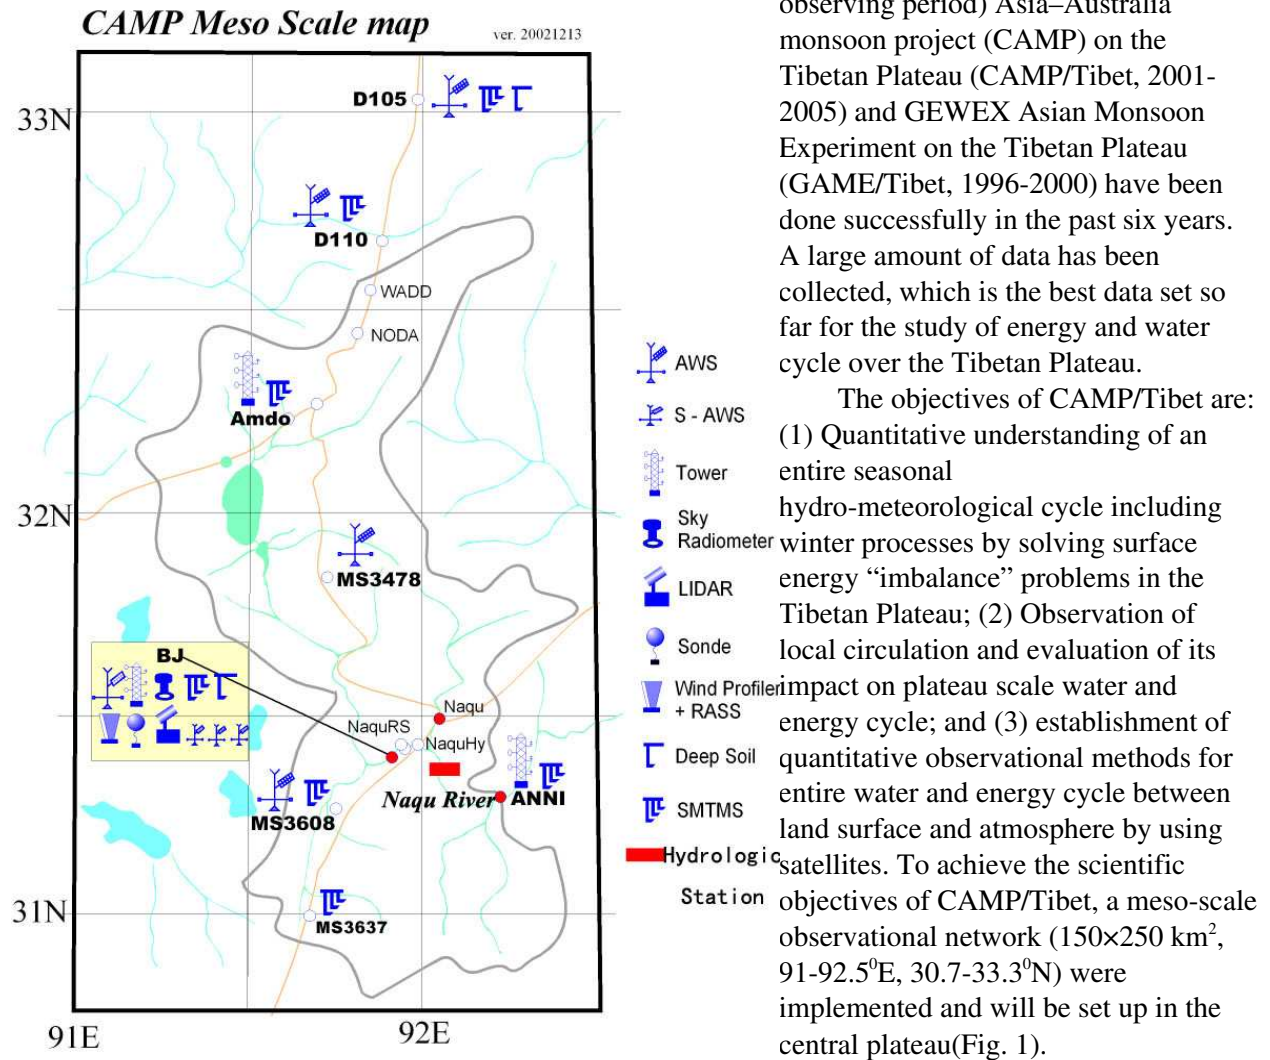 CAMP Meso Scale map
ver. 20021213
33N
D105
D110
WADD
NODA
Amdo
32N
MS3478
BJ
Naqu
NaquRS
NaquHy
Naqu River
ANNI
MS3608
31N
MS3637
91E
92E
AWS
S - AWS
Tower
Sky
Radiometer
LIDAR
Sonde
Wind Profiler
+ RASS
Deep Soil
SMTMS
Hydrologic
Station
observing period) Asia–Australia
monsoon project (CAMP) on the
Tibetan Plateau (CAMP/Tibet, 2001-
2005) and GEWEX Asian Monsoon
Experiment on the Tibetan Plateau
(GAME/Tibet, 1996-2000) have been
done successfully in the past six years.
A large amount of data has been
collected, which is the best data set so
far for the study of energy and water
cycle over the Tibetan Plateau.
The objectives of CAMP/Tibet are:
(1) Quantitative understanding of an
entire seasonal
hydro-meteorological cycle including
winter processes by solving surface
energy “imbalance” problems in the
Tibetan Plateau; (2) Observation of
local circulation and evaluation of its
impact on plateau scale water and
energy cycle; and (3) establishment of
quantitative observational methods for
entire water and energy cycle between
land surface and atmosphere by using
satellites. To achieve the scientific
objectives of CAMP/Tibet, a meso-scale
observational network (150×250 km²,
91-92.5⁰E, 30.7-33.3⁰N) were
implemented and will be set up in the
central plateau(Fig. 1).